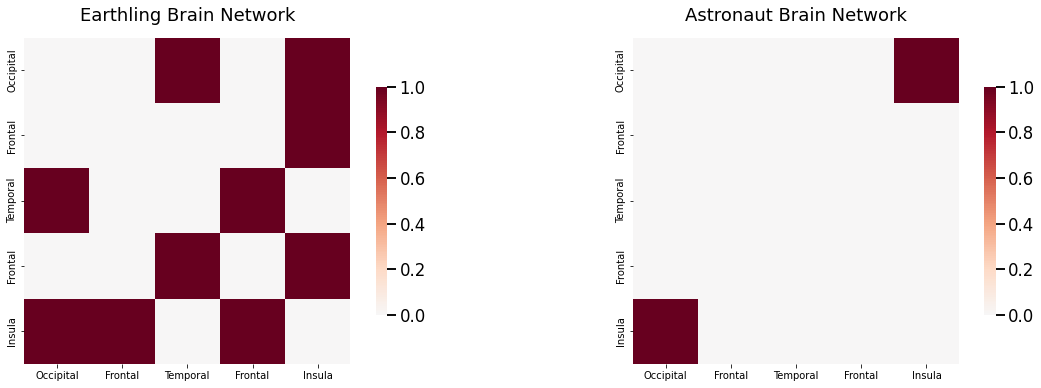 Earthling Brain Network
Occipital
Frontal
Temporal
Frontal
Insula
Occipital Frontal Temporal Frontal Insula
1.0
0.8
0.6
0.4
0.2
0.0
Astronaut Brain Network
Occipital
Frontal
Temporal
Frontal
Insula
Occipital Frontal Temporal Frontal Insula
1.0
0.8
0.6
0.4
0.2
0.0